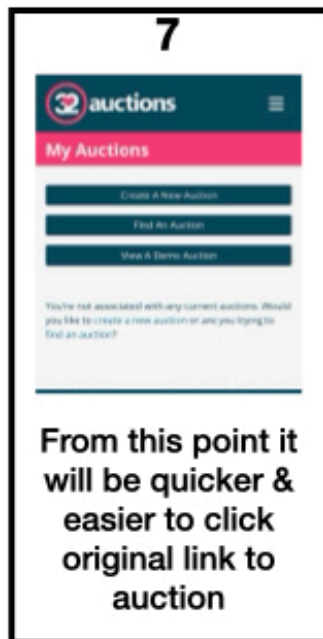 7
32 auctions
My Auctions
Create A New Auction
Find An Auction
View A Demo Auction
You're not associated with any current auctions. Would
you like to create a new auction or are you trying to
find an auction?
From this point it
will be quicker &
easier to click
original link to
auction